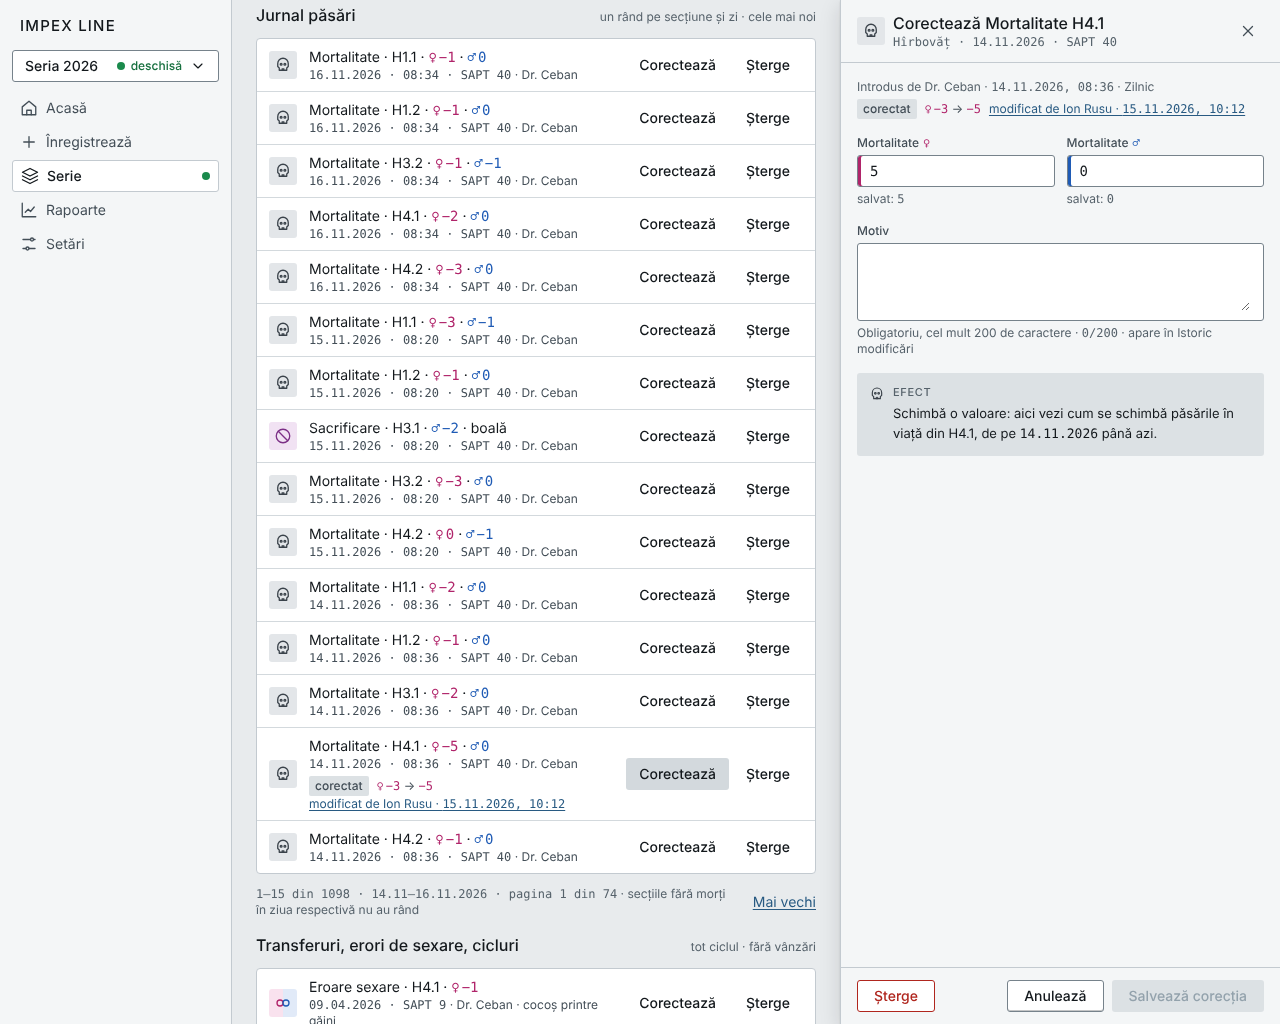 IMPEX LINE
Seria 2026
deschisă
Acasă
Înregistrează
Serie
Rapoarte
Setări
Jurnal păsări
un rând pe secțiune și zi · cele mai noi
Mortalitate · H1.1 · ♀−1 · ♂0
16.11.2026 · 08:34 · SAPT 40 · Dr. Ceban
Corectează
Șterge
Mortalitate · H1.2 · ♀−1 · ♂0
16.11.2026 · 08:34 · SAPT 40 · Dr. Ceban
Corectează
Șterge
Mortalitate · H3.2 · ♀−1 · ♂−1
16.11.2026 · 08:34 · SAPT 40 · Dr. Ceban
Corectează
Șterge
Mortalitate · H4.1 · ♀−2 · ♂0
16.11.2026 · 08:34 · SAPT 40 · Dr. Ceban
Corectează
Șterge
Mortalitate · H4.2 · ♀−3 · ♂0
16.11.2026 · 08:34 · SAPT 40 · Dr. Ceban
Corectează
Șterge
Mortalitate · H1.1 · ♀−3 · ♂−1
15.11.2026 · 08:20 · SAPT 40 · Dr. Ceban
Corectează
Șterge
Mortalitate · H1.2 · ♀−1 · ♂0
15.11.2026 · 08:20 · SAPT 40 · Dr. Ceban
Corectează
Șterge
Sacrificare · H3.1 · ♂−2 · boală
15.11.2026 · 08:20 · SAPT 40 · Dr. Ceban
Corectează
Șterge
Mortalitate · H3.2 · ♀−3 · ♂0
15.11.2026 · 08:20 · SAPT 40 · Dr. Ceban
Corectează
Șterge
Mortalitate · H4.2 · ♀0 · ♂−1
15.11.2026 · 08:20 · SAPT 40 · Dr. Ceban
Corectează
Șterge
Mortalitate · H1.1 · ♀−2 · ♂0
14.11.2026 · 08:36 · SAPT 40 · Dr. Ceban
Corectează
Șterge
Mortalitate · H1.2 · ♀−1 · ♂0
14.11.2026 · 08:36 · SAPT 40 · Dr. Ceban
Corectează
Șterge
Mortalitate · H3.1 · ♀−2 · ♂0
14.11.2026 · 08:36 · SAPT 40 · Dr. Ceban
Corectează
Șterge
Mortalitate · H4.1 · ♀−5 · ♂0
14.11.2026 · 08:36 · SAPT 40 · Dr. Ceban
corectat ♀−3 → −5
modificat de Ion Rusu · 15.11.2026, 10:12
Corectează
Șterge
Mortalitate · H4.2 · ♀−1 · ♂0
14.11.2026 · 08:36 · SAPT 40 · Dr. Ceban
Corectează
Șterge
1–15 din 1098 · 14.11–16.11.2026 · pagina 1 din 74 · secțiile fără morți
în ziua respectivă nu au rând
Mai vechi
Transferuri, erori de sexare, cicluri
tot ciclul · fără vânzări
Eroare sexare · H4.1 · ♀−1
09.04.2026 · SAPT 9 · Dr. Ceban · cocoș printre
găini
Corectează
Șterge
Corectează Mortalitate H4.1
Hîrbovăț · 14.11.2026 · SAPT 40
Introdus de Dr. Ceban · 14.11.2026, 08:36 · Zilnic
corectat ♀−3 → −5 modificat de Ion Rusu · 15.11.2026, 10:12
Mortalitate ♀
5
salvat: 5
Mortalitate ♂
0
salvat: 0
Motiv
Obligatoriu, cel mult 200 de caractere · 0/200 · apare în Istoric
modificări
EFECT
Schimbă o valoare: aici vezi cum se schimbă păsările în
viață din H4.1, de pe 14.11.2026 până azi.
Șterge
Anulează
Salvează corecția